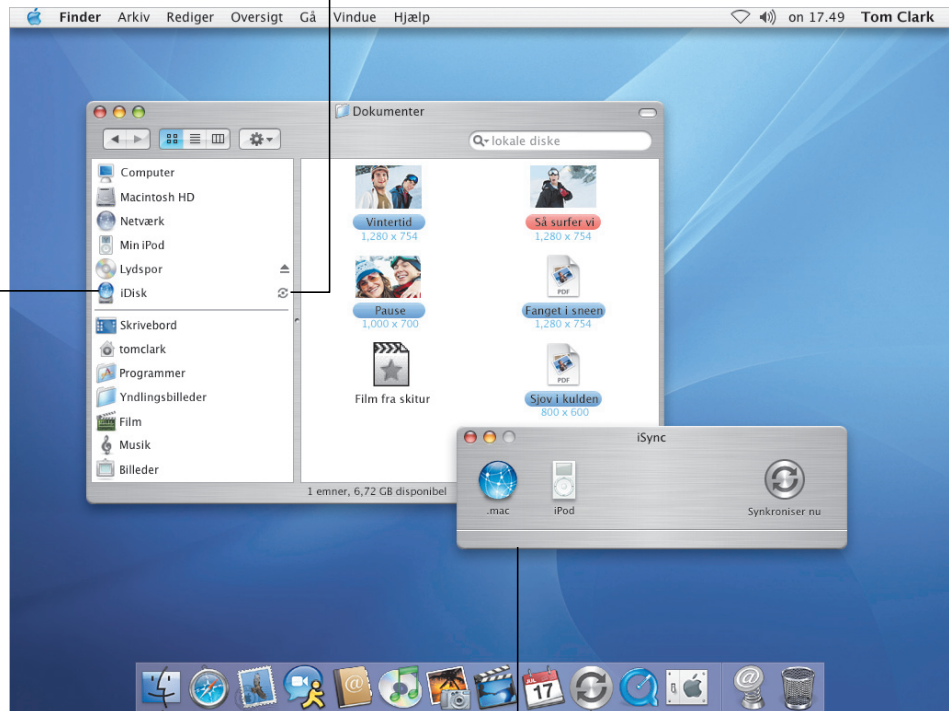 Finder Arkiv Rediger Oversigt Gå Vindue Hjælp on 17.49 Tom Clark
Dokumenter
lokale diske
Computer
Macintosh HD
Netværk
Min iPod
Lydspor
iDisk
Skrivebord
tomclark
Programmer
Yndlingsbilleder
Film
Musik
Billeder
Vintertid
1,280 x 754
Så surfer vi
1,280 x 754
Pause
1,000 x 700
PDF
Fanget i sneen
1,280 x 754
Film fra skitur
PDF
Sjov i kulden
800 x 600
1 emner, 6,72 GB disponibel
iSync
.mac
iPod
Synkroniser nu
@
JUL
17
@